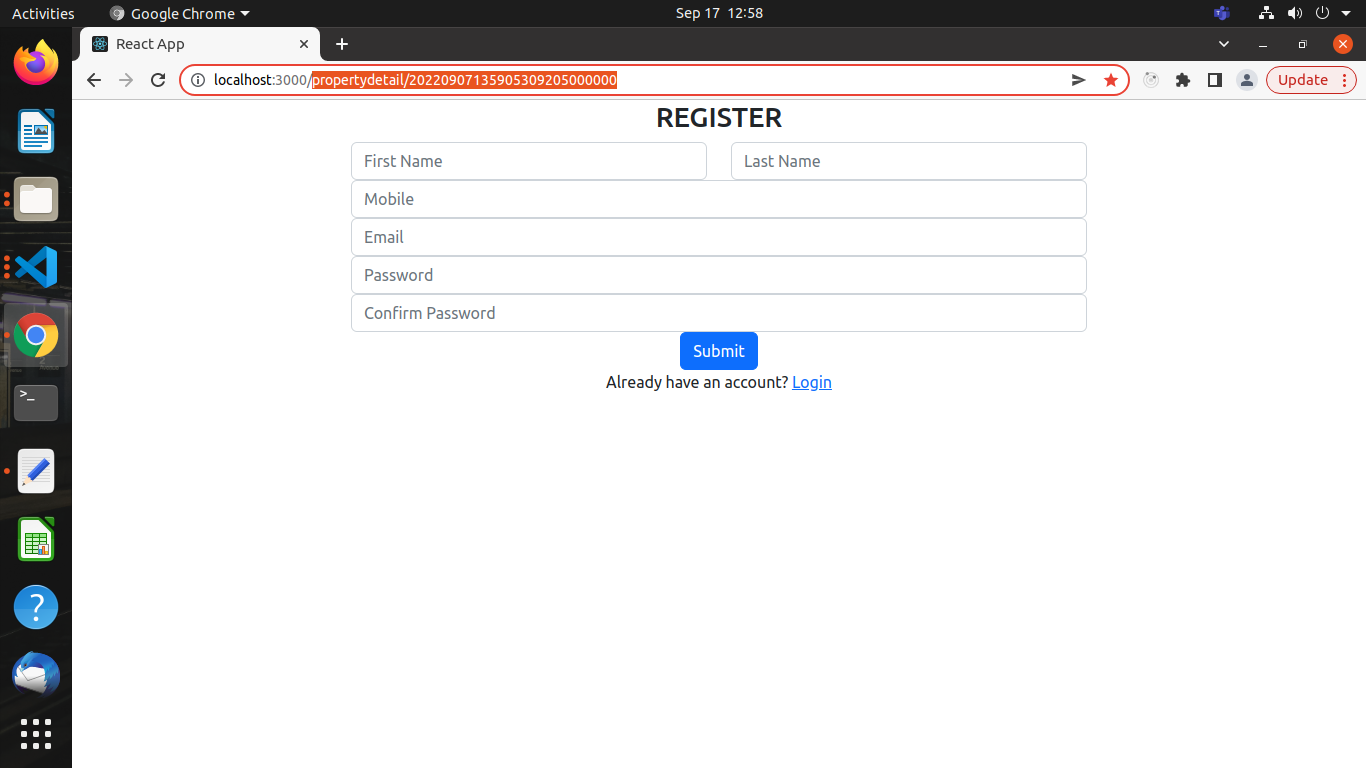 Activities Google Chrome Sep 17 12:58
React App
localhost:3000/propertydetail/20220907135905309205000000 Update
REGISTER
First Name Last Name
Mobile
Email
Password
Confirm Password
Submit
Already have an account? Login